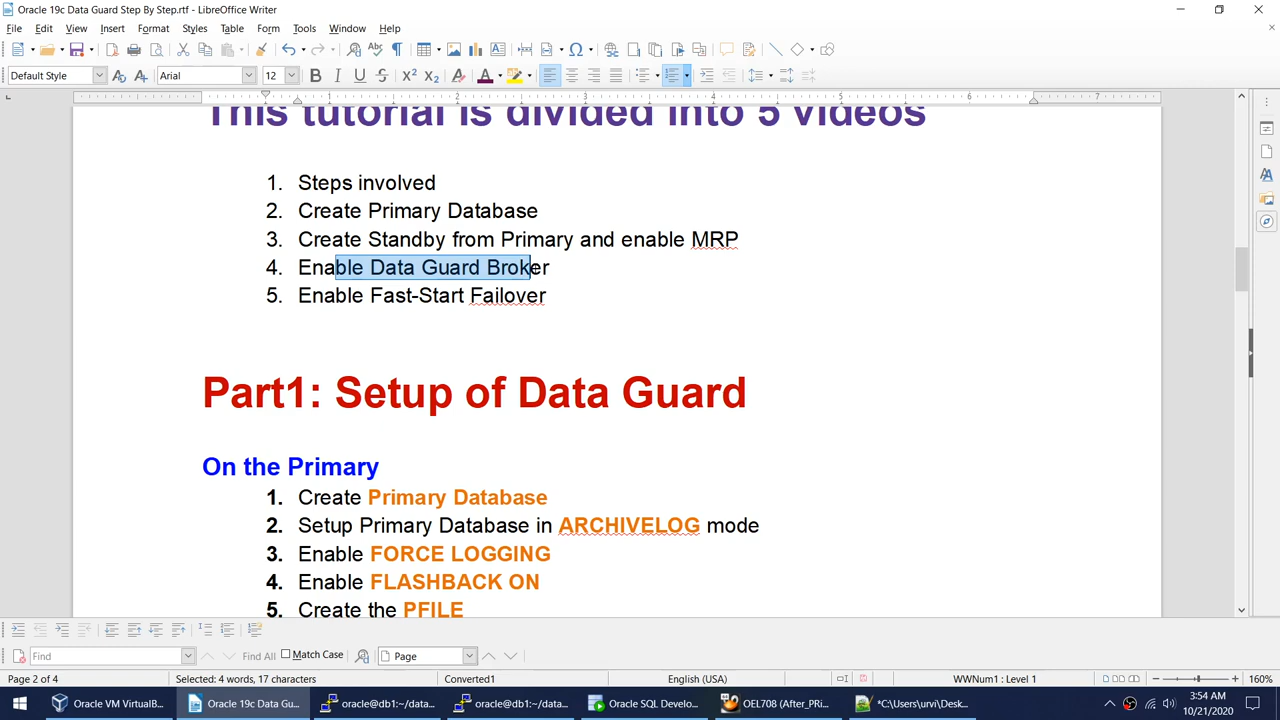 Oracle 19c Data Guard Step By Step.rtf - LibreOffice Writer
File Edit View Insert Format Styles Table Form Tools Window Help
Default Style Arial 12
1 2 3 4 5 6 7
This tutorial is divided into 5 videos
1. Steps involved
2. Create Primary Database
3. Create Standby from Primary and enable MRP
4. Enable Data Guard Broker
5. Enable Fast-Start Failover
Part1: Setup of Data Guard
On the Primary
1. Create Primary Database
2. Setup Primary Database in ARCHIVELOG mode
3. Enable FORCE LOGGING
4. Enable FLASHBACK ON
5. Create the PFILE
Find Find All Match Case Page
Page 2 of 4 Selected: 4 words, 17 characters Converted1 English (USA) WWNum1 : Level 1 160%
Oracle VM VirtualB... Oracle 19c Data Gu... oracle@db1:~/data... oracle@db1:~/data... Oracle SQL Develo... OEL708 (After_PRi... *C:\Users\urvi\Desk... 3:54 AM
10/21/2020